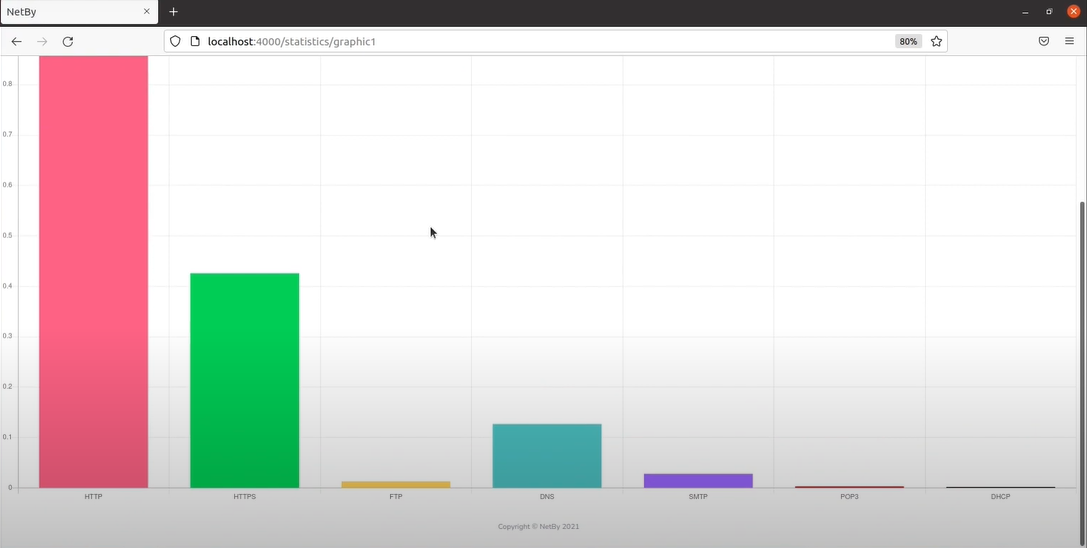 NetBy
localhost:4000/statistics/graphic1
80%
0.8
0.7
0.6
0.5
0.4
0.3
0.2
0.1
0
HTTP HTTPS FTP DNS SMTP POP3 DHCP
Copyright © NetBy 2021